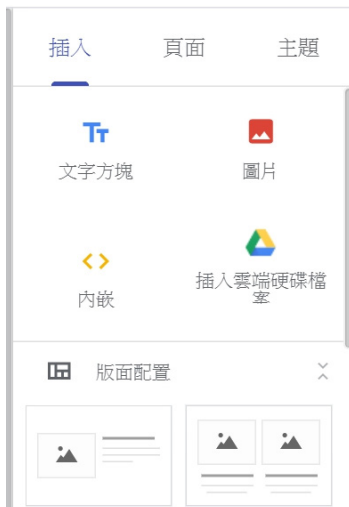 插入 頁面 主題
Tт
文字方塊 圖片
內嵌 插入雲端硬碟檔
案
版面配置